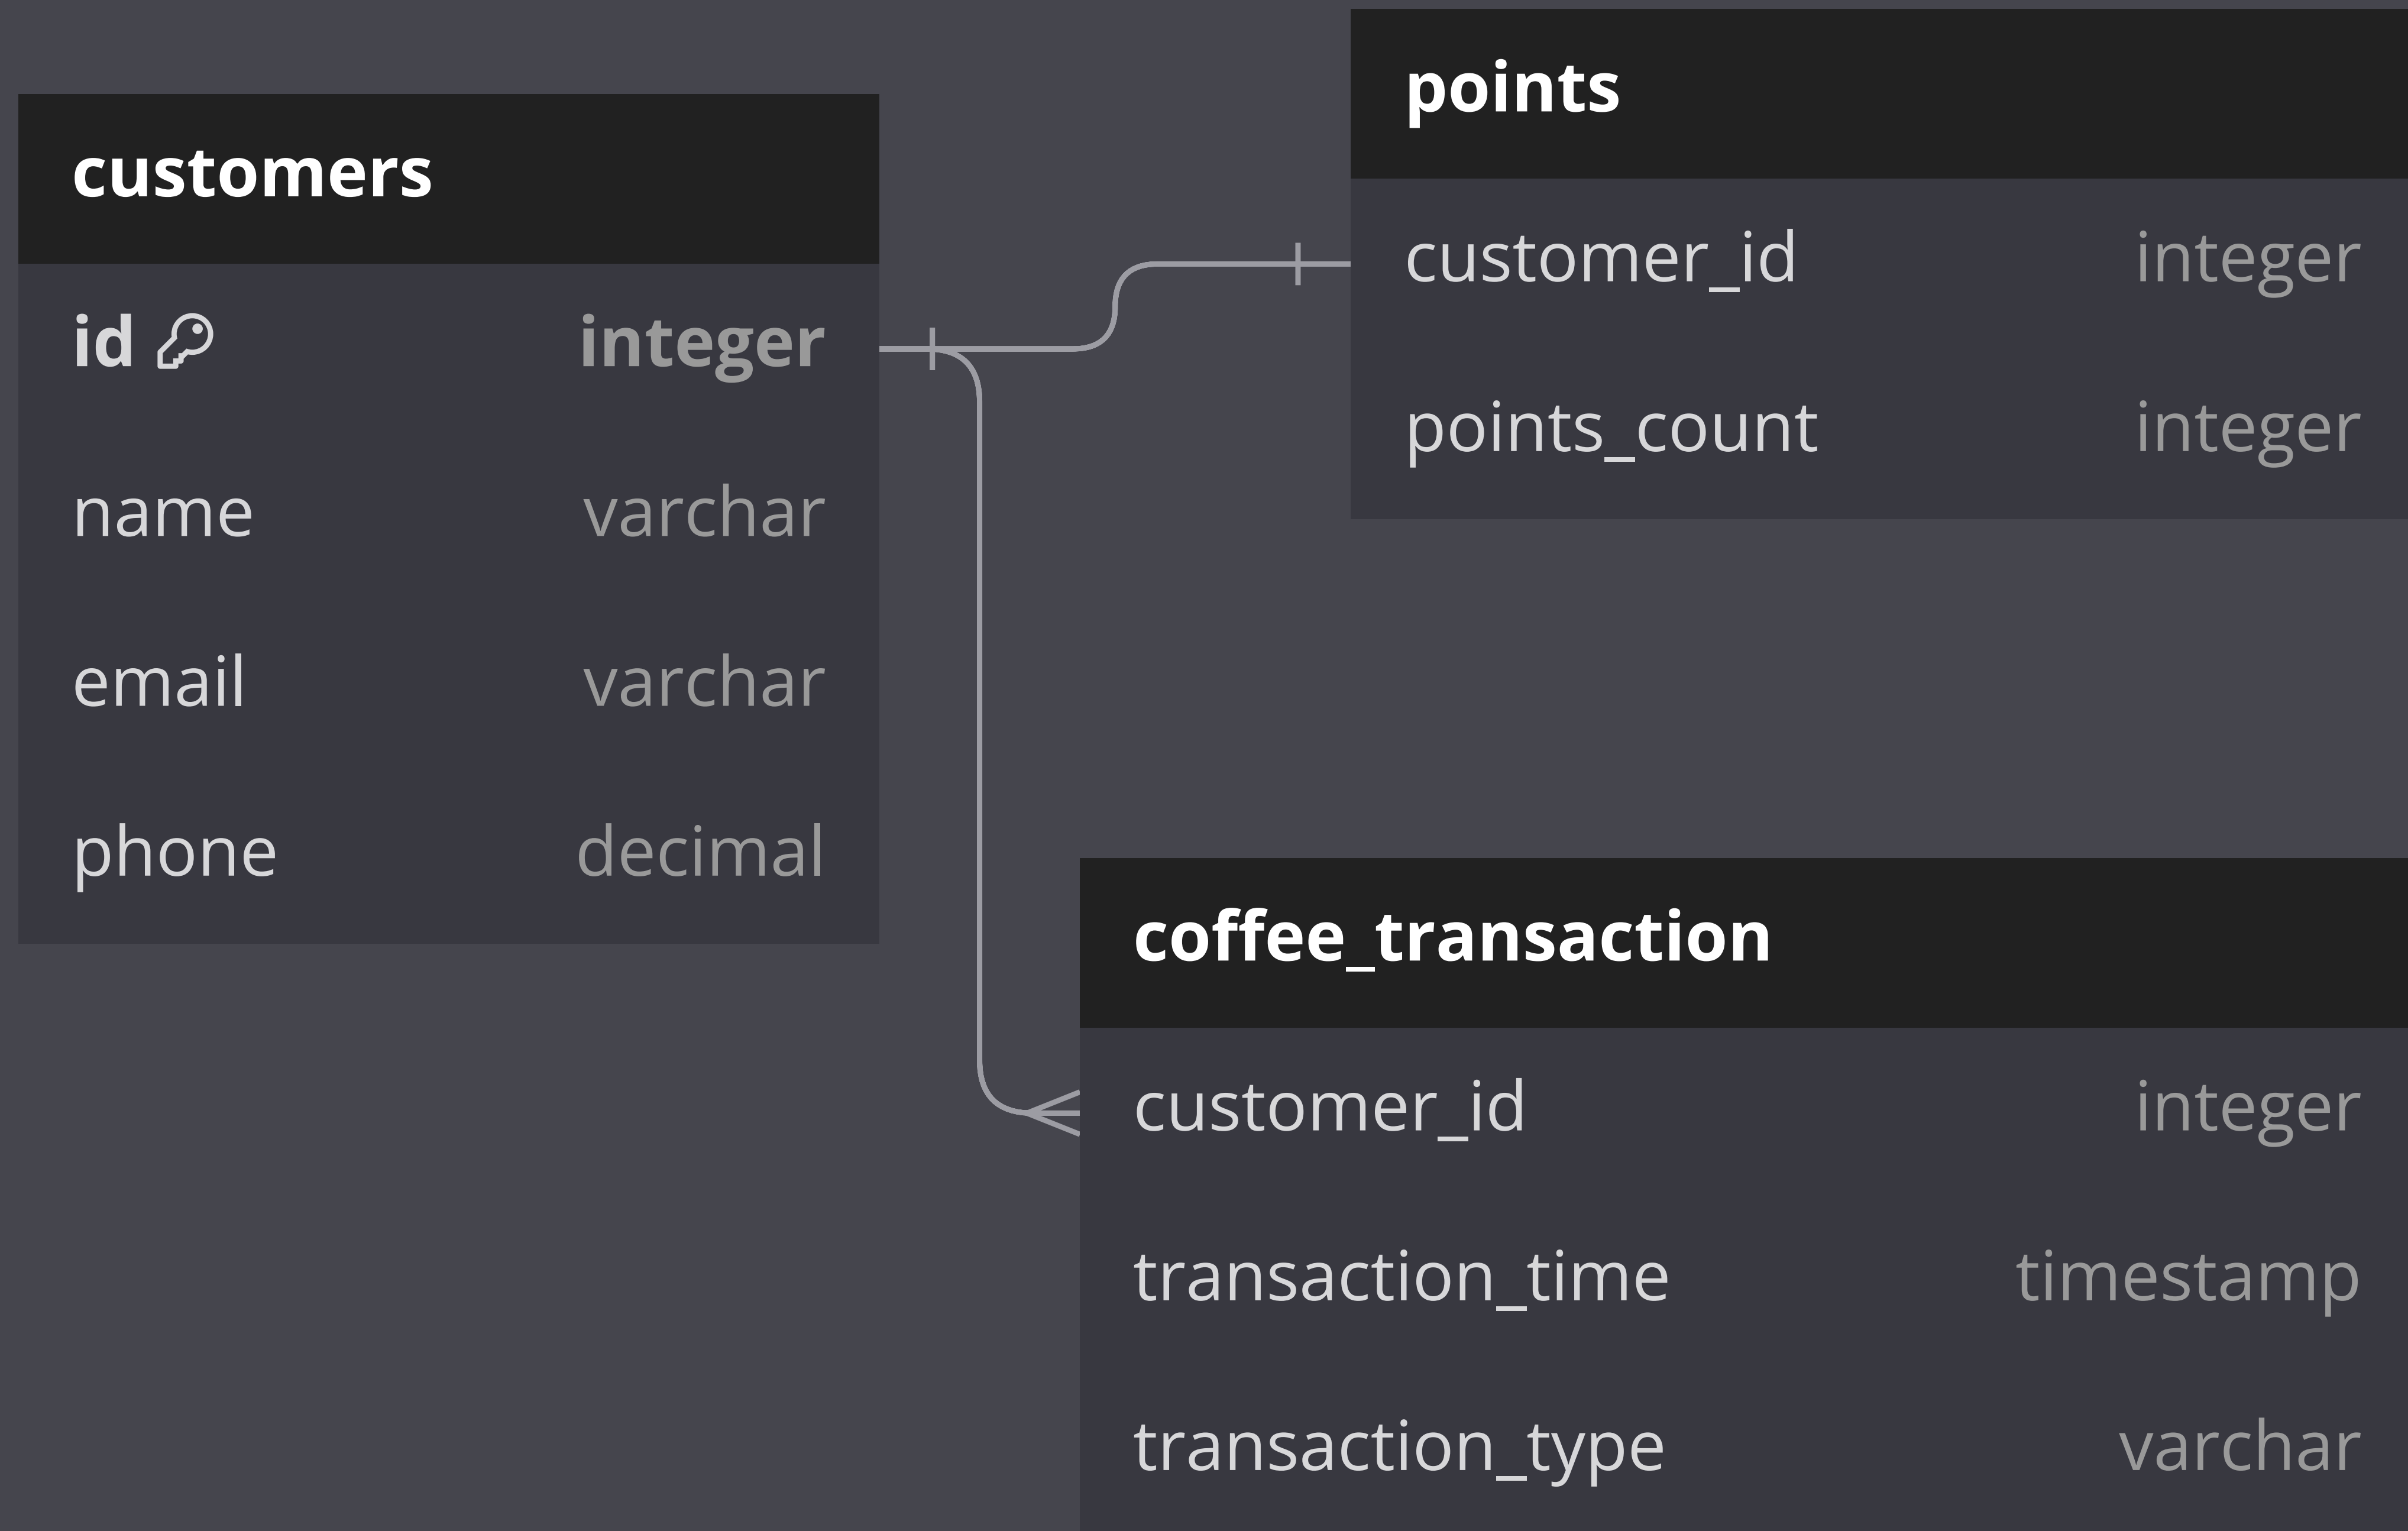 customers
id integer
name varchar
email varchar
phone decimal
points
customer_id integer
points_count integer
coffee_transaction
customer_id integer
transaction_time timestamp
transaction_type varchar